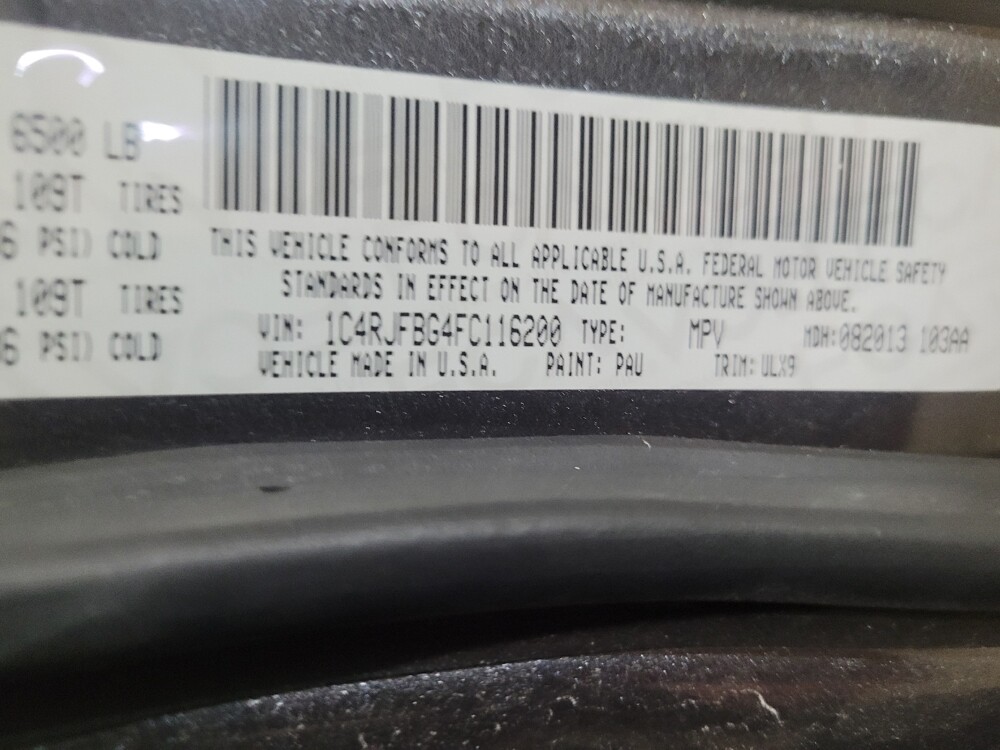 6500 LB
109T TIRES
6 PSI) COLD
109T TIRES
6 PSI) COLD
THIS VEHICLE CONFORMS TO ALL APPLICABLE U.S.A. FEDERAL MOTOR VEHICLE SAFETY
STANDARDS IN EFFECT ON THE DATE OF MANUFACTURE SHOWN ABOVE.
VIN: 1C4RJFBG4FC116200 TYPE: MPV MDH: 082013 103AA
VEHICLE MADE IN U.S.A. PAINT: PAU TRIM: ULX9